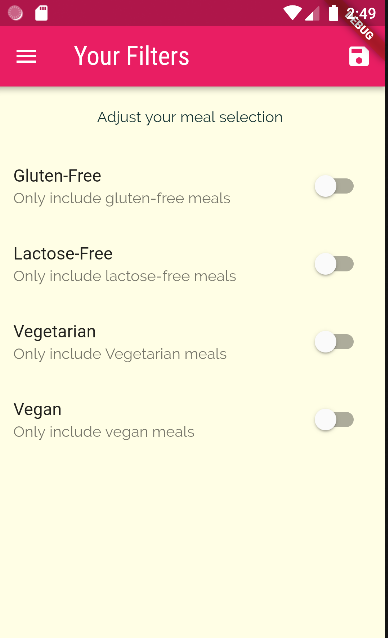 2:49
DEBUG
Your Filters
Adjust your meal selection
Gluten-Free
Only include gluten-free meals
Lactose-Free
Only include lactose-free meals
Vegetarian
Only include Vegetarian meals
Vegan
Only include vegan meals